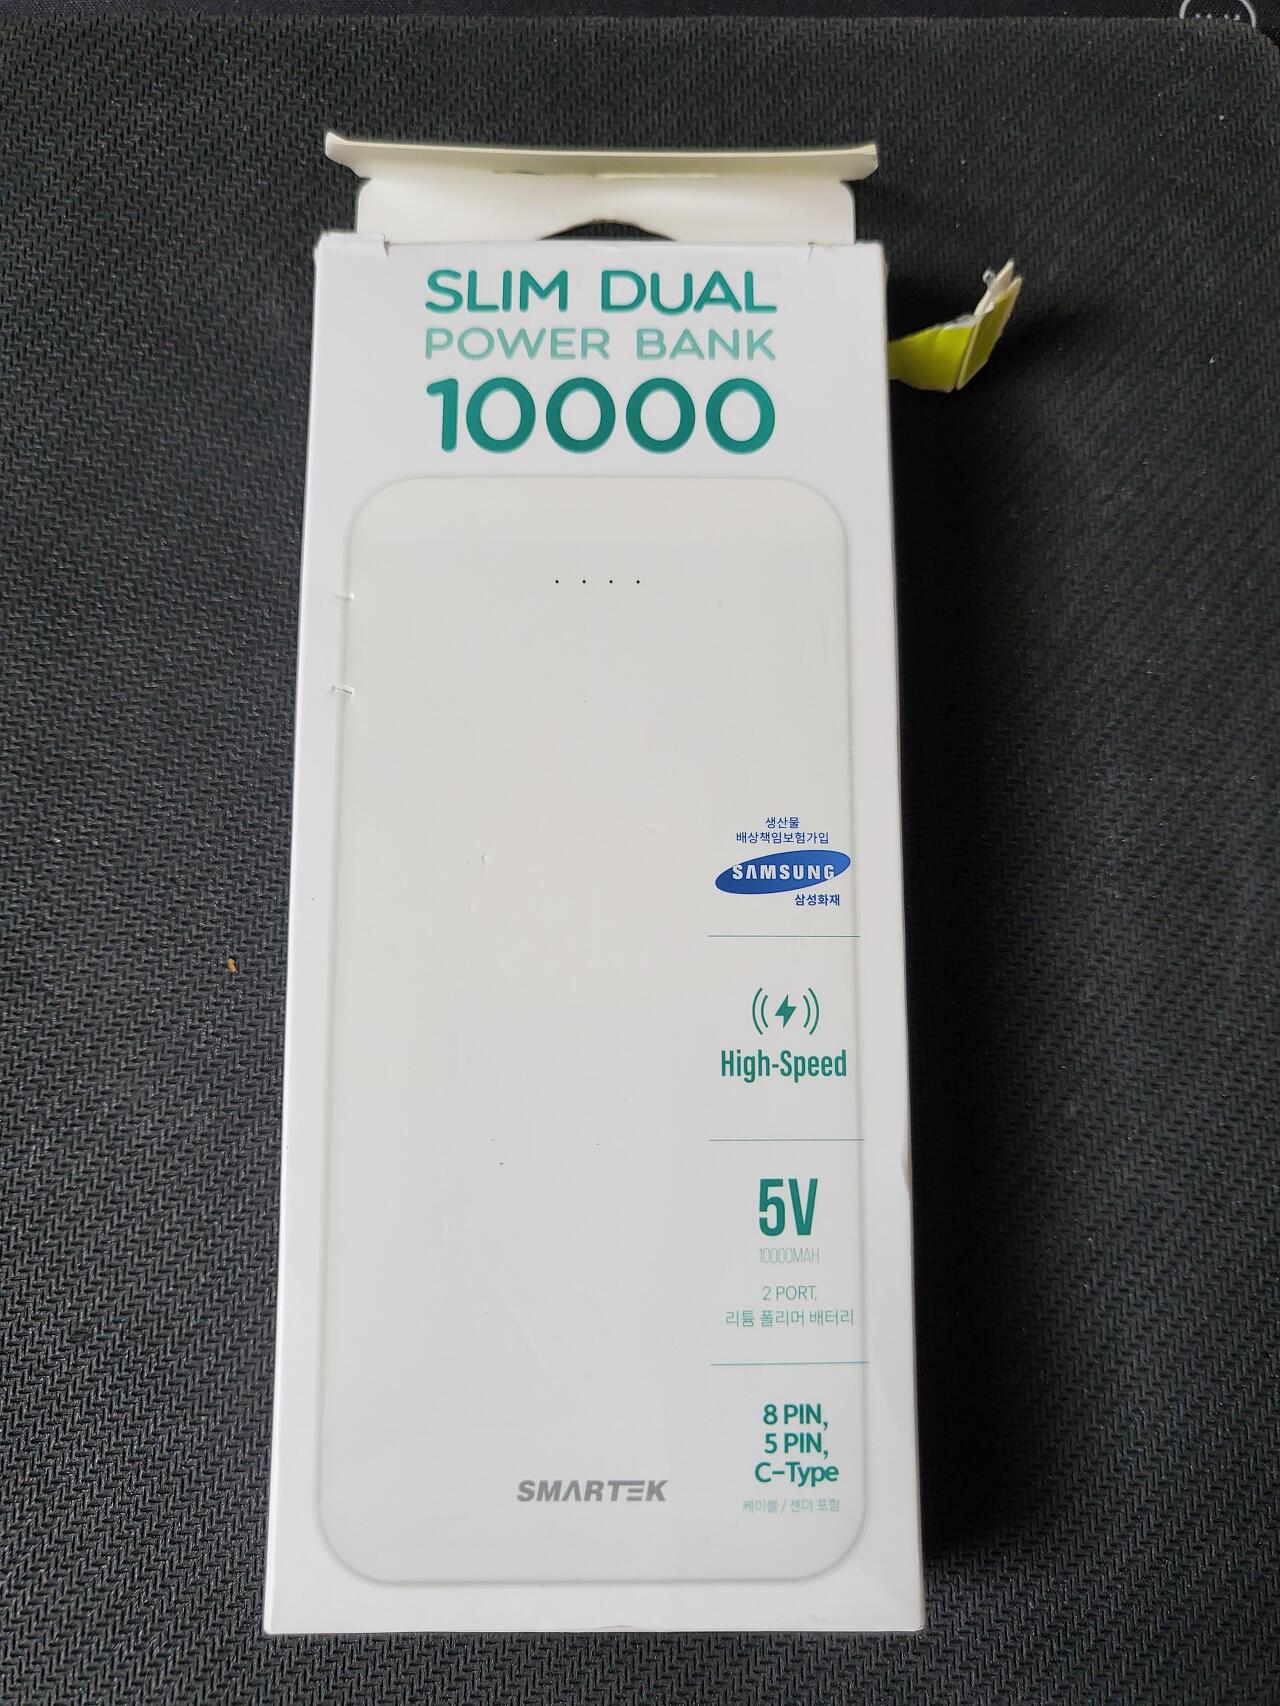 SLIM DUAL
POWER BANK
10000
생산물
배상책임보험가입
SAMSUNG
삼성화재
High-Speed
5V
10000MAH
2 PORT,
리튬 폴리머 배터리
8 PIN,
5 PIN,
C-Type
케이블 / 젠더 포함
SMARTEK